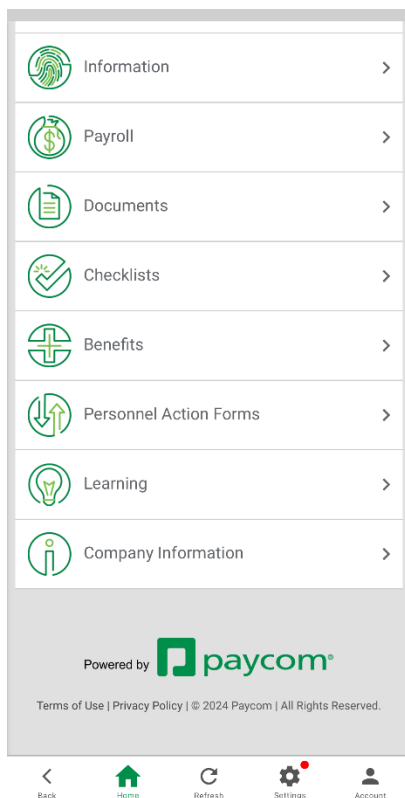 Information
Payroll
Documents
Checklists
Benefits
Personnel Action Forms
Learning
Company Information
Powered by paycom®
Terms of Use | Privacy Policy | © 2024 Paycom | All Rights Reserved.
Back Home Refresh Settings Account